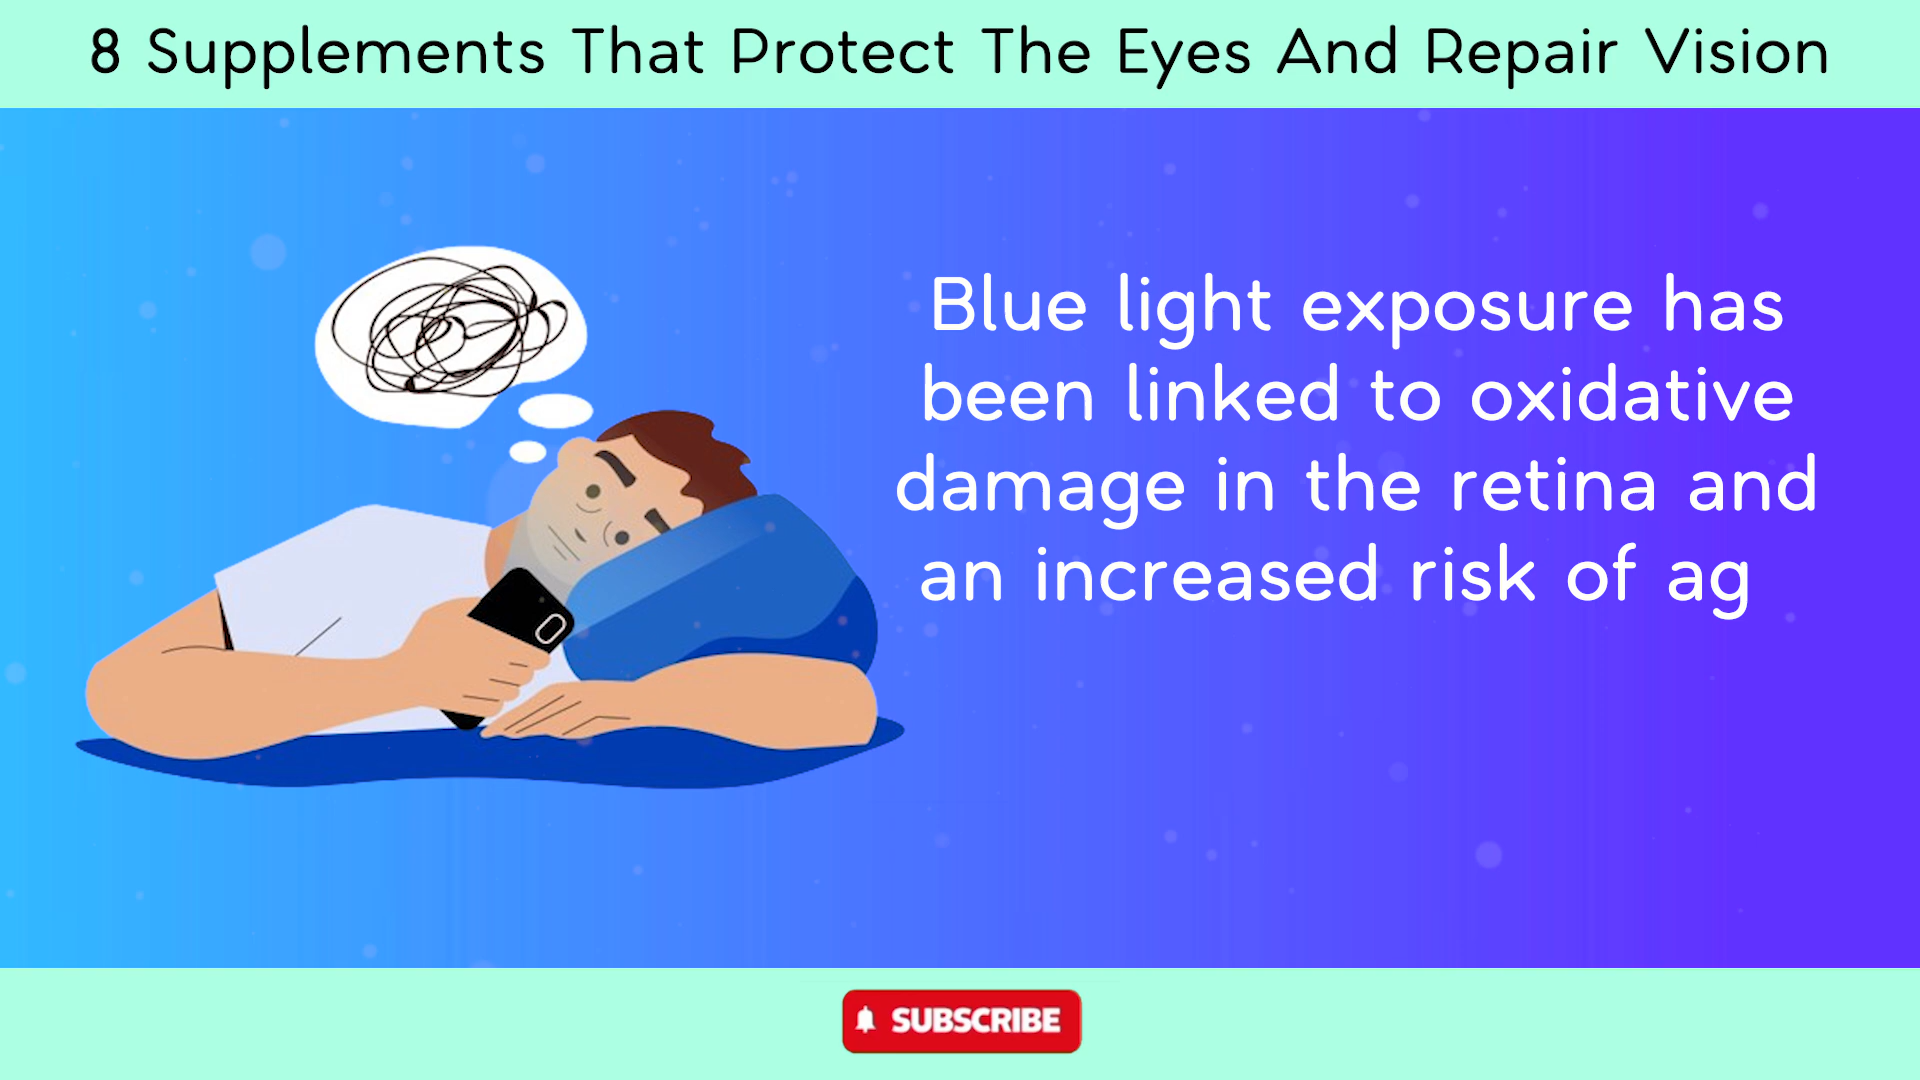 8 Supplements That Protect The Eyes And Repair Vision
Blue light exposure has
been linked to oxidative
damage in the retina and
an increased risk of ag
SUBSCRIBE